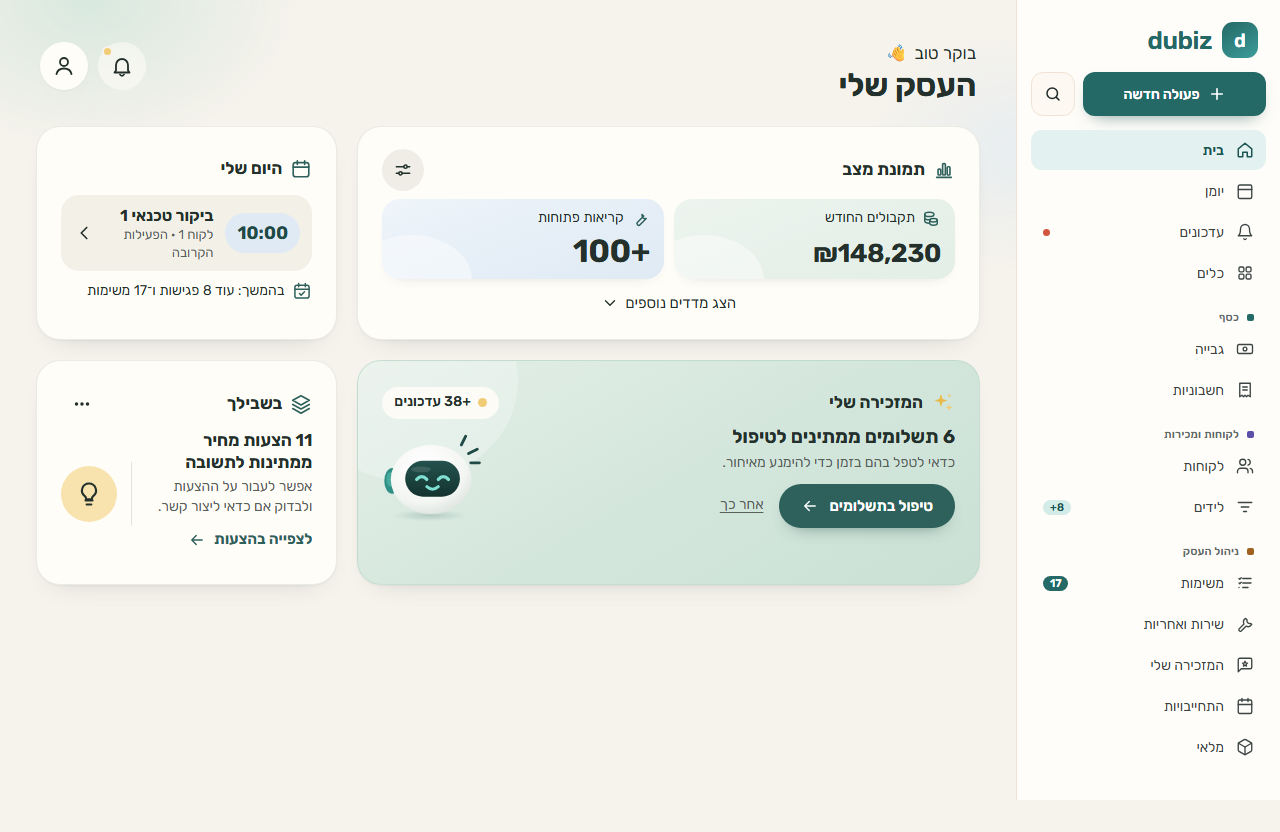 d dubiz
פעולה חדשה
בית
יומן
עדכונים
כלים
כסף
גבייה
חשבוניות
לקוחות ומכירות
לקוחות
לידים
8+
ניהול העסק
משימות
17
שירות ואחריות
המזכירה שלי
התחייבויות
מלאי
בוקר טוב 👋
העסק שלי
תמונת מצב
תקבולים החודש
₪148,230
קריאות פתוחות
100+
הצג מדדים נוספים
היום שלי
10:00
ביקור טכנאי 1
לקוח 1 • הפעילות
הקרובה
בהמשך: עוד 8 פגישות ו־17 משימות
המזכירה שלי
38+ עדכונים
6 תשלומים ממתינים לטיפול
כדאי לטפל בהם בזמן כדי להימנע מאיחור.
טיפול בתשלומים
אחר כך
בשבילך
11 הצעות מחיר
ממתינות לתשובה
אפשר לעבור על ההצעות
ולבדוק אם כדאי ליצור קשר.
לצפייה בהצעות